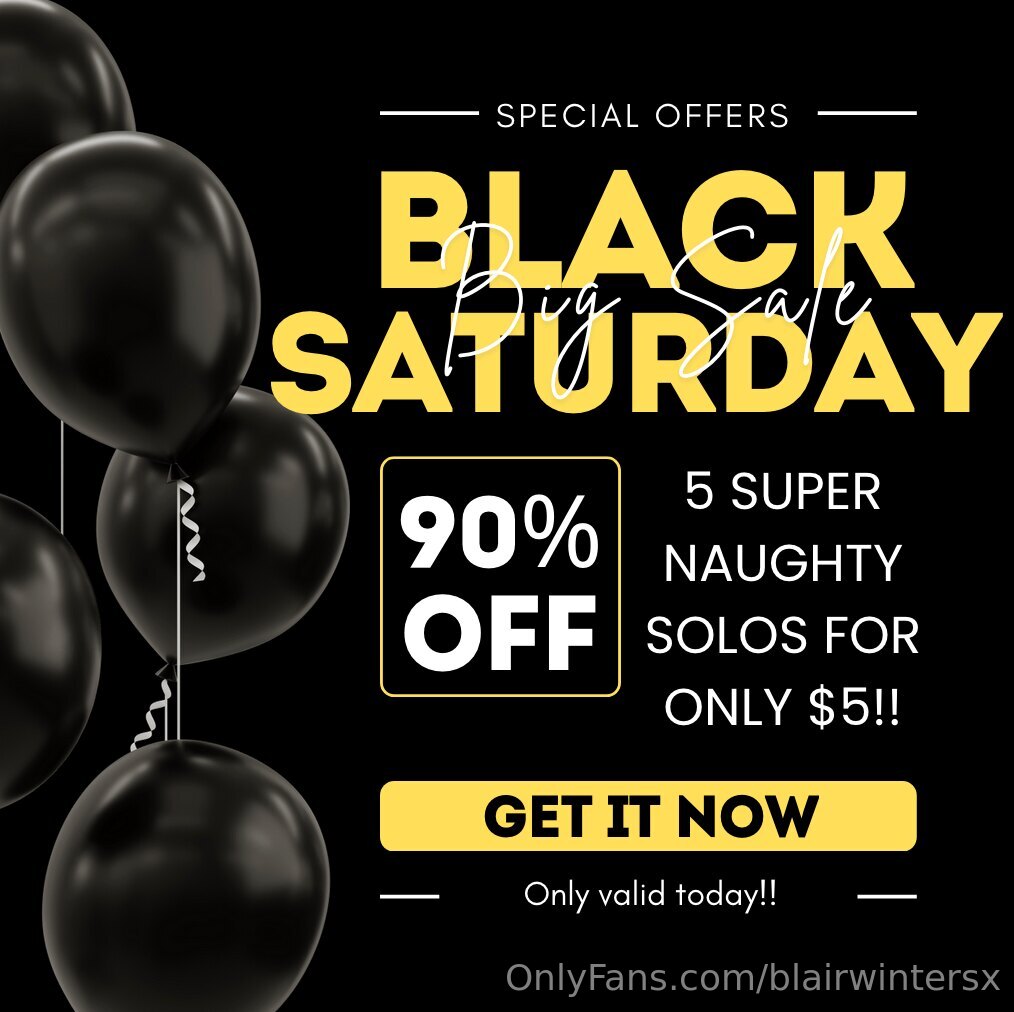 SPECIAL OFFERS
BLACK
Big Sale
SATURDAY
90%
OFF
5 SUPER
NAUGHTY
SOLOS FOR
ONLY $5!!
GET IT NOW
Only valid today!!
OnlyFans.com/blairwintersx